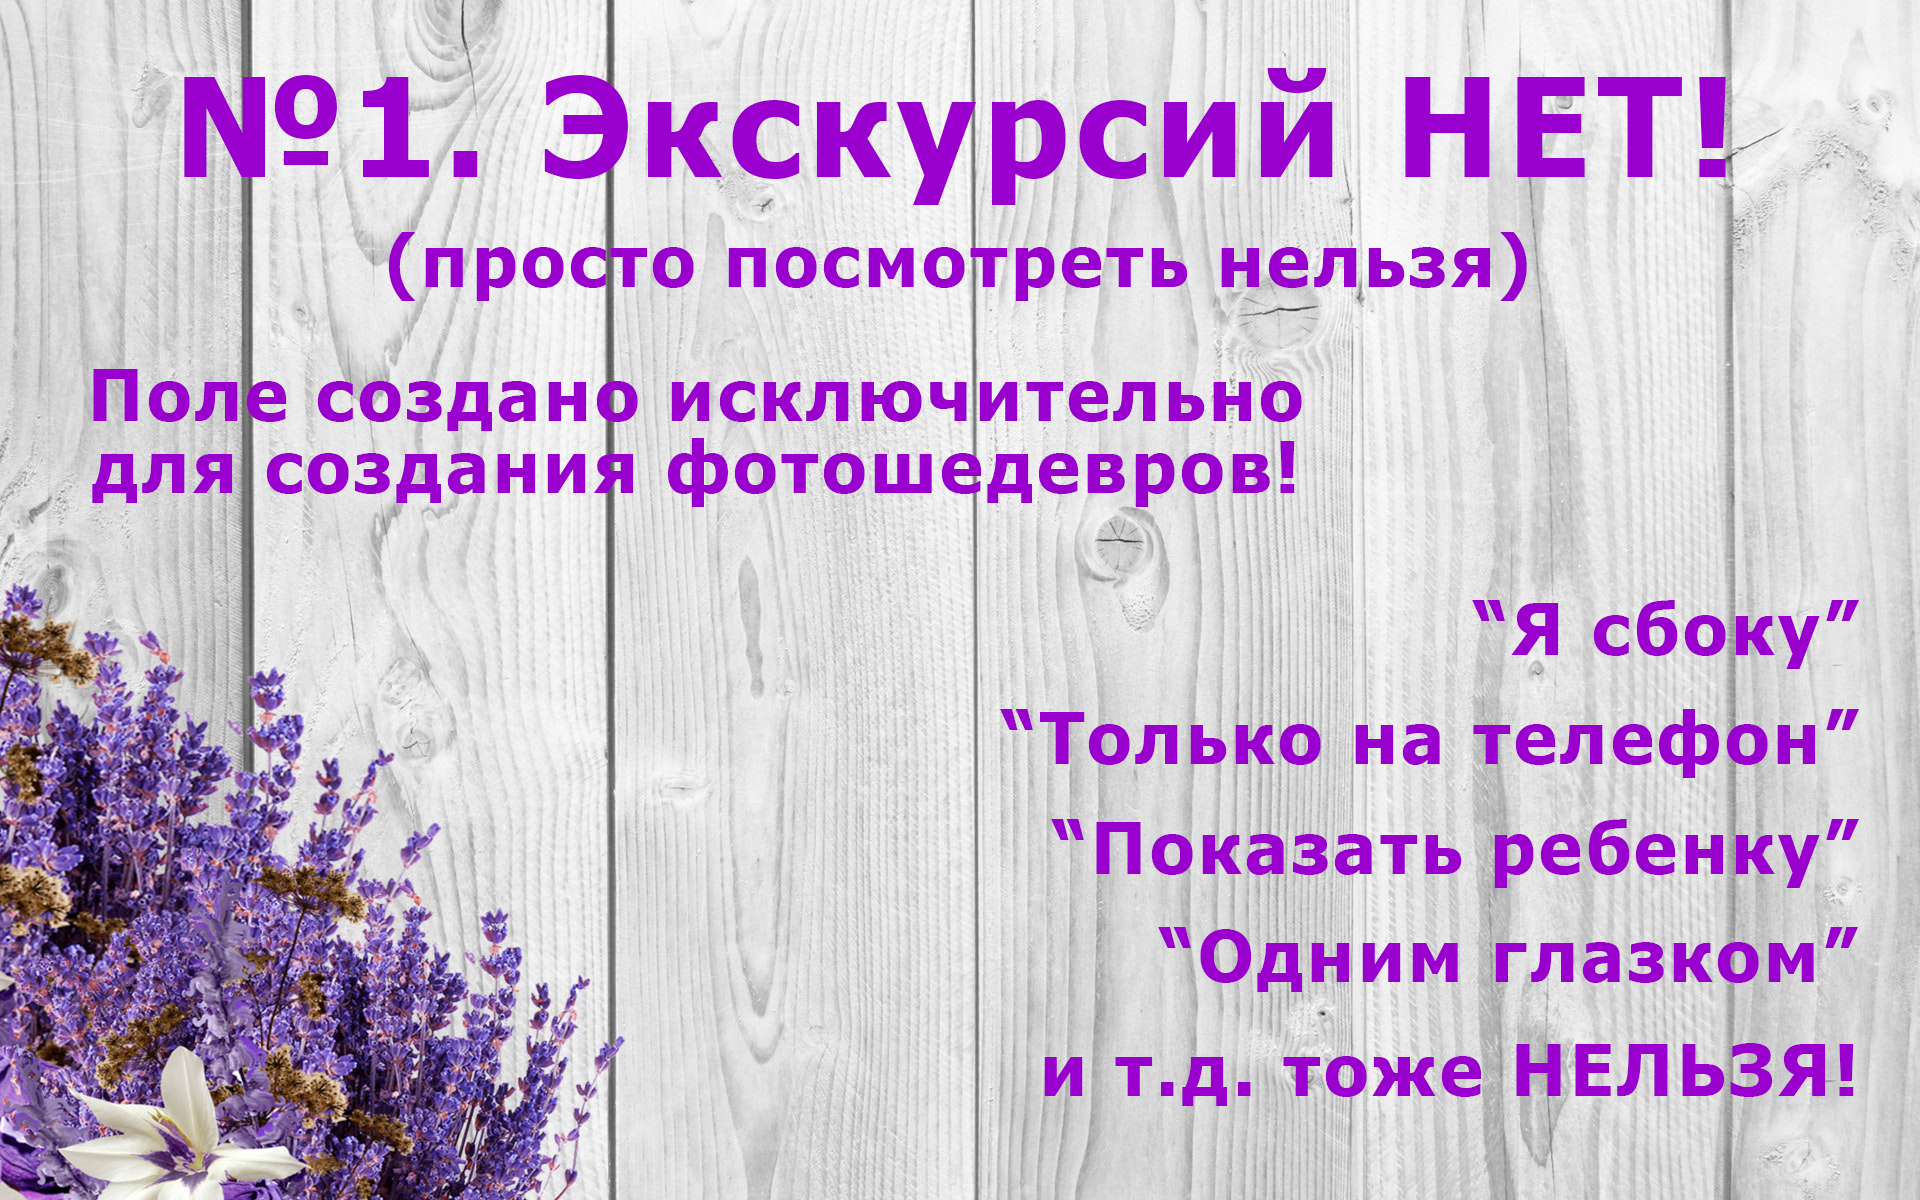 №1. Экскурсий НЕТ!
(просто посмотреть нельзя)
Поле создано исключительно
для создания фотошедевров!
“Я сбоку”
“Только на телефон”
“Показать ребенку”
“Одним глазком”
и т.д. тоже НЕЛЬЗЯ!